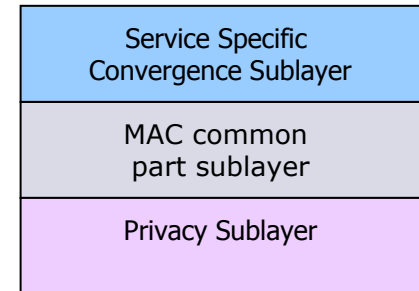 Service Specific
Convergence Sublayer
MAC common
part sublayer
Privacy Sublayer